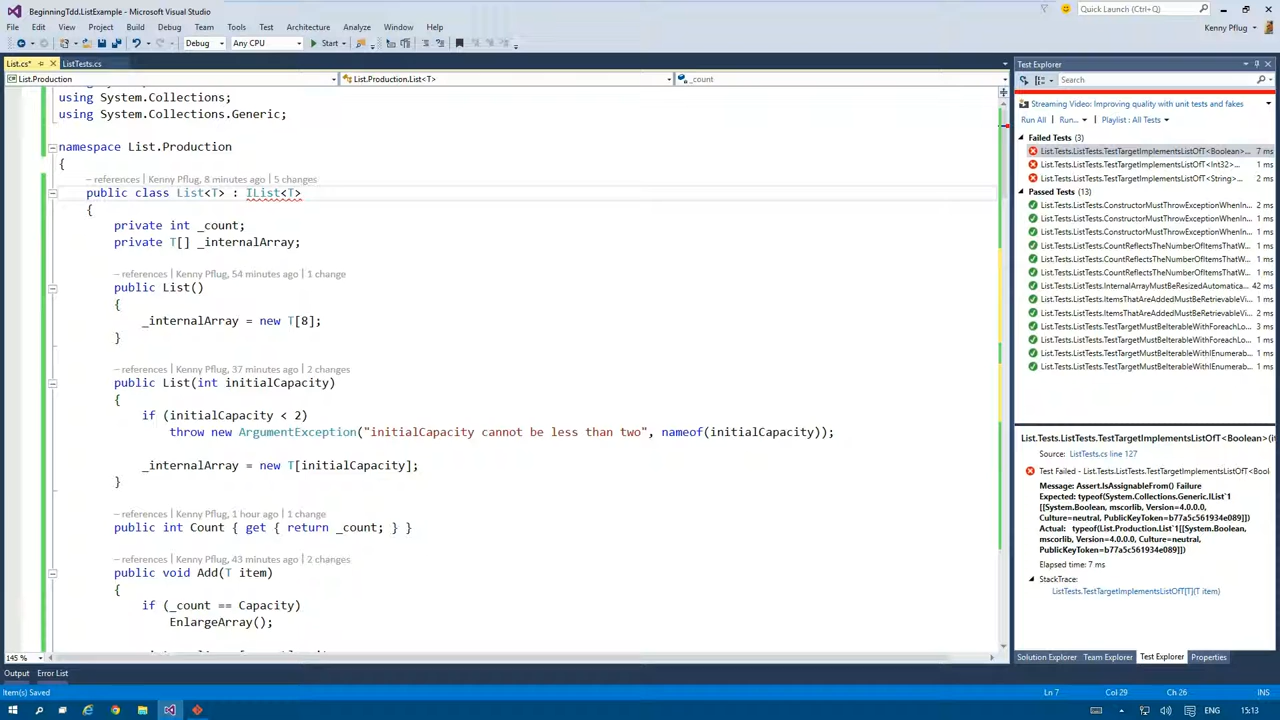 BeginningTdd.ListExample - Microsoft Visual Studio
Quick Launch (Ctrl+Q)
File Edit View Project Build Debug Team Tools Test Architecture ReSharper Analyze Window Help
Kenny Pflug
Debug Any CPU Start
List.cs* ListTests.cs
List.Production List.Production.List<T> _count
using System.Collections;
using System.Collections.Generic;
namespace List.Production
{
– references | Kenny Pflug, 8 minutes ago | 5 changes
public class List<T> : IList<T>
{
private int _count;
private T[] _internalArray;
– references | Kenny Pflug, 54 minutes ago | 1 change
public List()
{
_internalArray = new T[8];
}
– references | Kenny Pflug, 37 minutes ago | 2 changes
public List(int initialCapacity)
{
if (initialCapacity < 2)
throw new ArgumentException("initialCapacity cannot be less than two", nameof(initialCapacity));
_internalArray = new T[initialCapacity];
}
– references | Kenny Pflug, 1 hour ago | 1 change
public int Count { get { return _count; } }
– references | Kenny Pflug, 43 minutes ago | 2 changes
public void Add(T item)
{
if (_count == Capacity)
EnlargeArray();
145 %
Test Explorer
Search
Streaming Video: Improving quality with unit tests and fakes
Run All Run... Playlist : All Tests
Failed Tests (3)
List.Tests.ListTests.TestTargetImplementsListOfT<Boolean>... 7 ms
List.Tests.ListTests.TestTargetImplementsListOfT<Int32>... 1 ms
List.Tests.ListTests.TestTargetImplementsListOfT<String>... 1 ms
Passed Tests (13)
List.Tests.ListTests.ConstructorMustThrowExceptionWhenIn... 2 ms
List.Tests.ListTests.ConstructorMustThrowExceptionWhenIn... 1 ms
List.Tests.ListTests.ConstructorMustThrowExceptionWhenIn... 1 ms
List.Tests.ListTests.CountReflectsTheNumberOfItemsThatW... 1 ms
List.Tests.ListTests.CountReflectsTheNumberOfItemsThatW... 1 ms
List.Tests.ListTests.CountReflectsTheNumberOfItemsThatW... 1 ms
List.Tests.ListTests.InternalArrayMustBeResizedAutomatica... 42 ms
List.Tests.ListTests.ItemsThatAreAddedMustBeRetrievableVi... 1 ms
List.Tests.ListTests.ItemsThatAreAddedMustBeRetrievableVi... 1 ms
List.Tests.ListTests.TestTargetMustBeIterableWithForeachLo... 3 ms
List.Tests.ListTests.TestTargetMustBeIterableWithForeachLo... 1 ms
List.Tests.ListTests.TestTargetMustBeIterableWithIEnumerab... 1 ms
List.Tests.ListTests.TestTargetMustBeIterableWithIEnumerab... 1 ms
List.Tests.ListTests.TestTargetImplementsListOfT<Boolean>(i
Source: ListTests.cs line 127
Test Failed - List.Tests.ListTests.TestTargetImplementsListOfT<Bool
Message: Assert.IsAssignableFrom() Failure
Expected: typeof(System.Collections.Generic.IList`1
[[System.Boolean, mscorlib, Version=4.0.0.0,
Culture=neutral, PublicKeyToken=b77a5c561934e089]])
Actual: typeof(List.Production.List`1[[System.Boolean,
mscorlib, Version=4.0.0.0, Culture=neutral,
PublicKeyToken=b77a5c561934e089]])
Elapsed time: 7 ms
StackTrace:
ListTests.TestTargetImplementsListOfT[T](T item)
Solution Explorer Team Explorer Test Explorer Properties
Output Error List
Item(s) Saved Ln 7 Col 29 Ch 26 INS
ENG 15:13